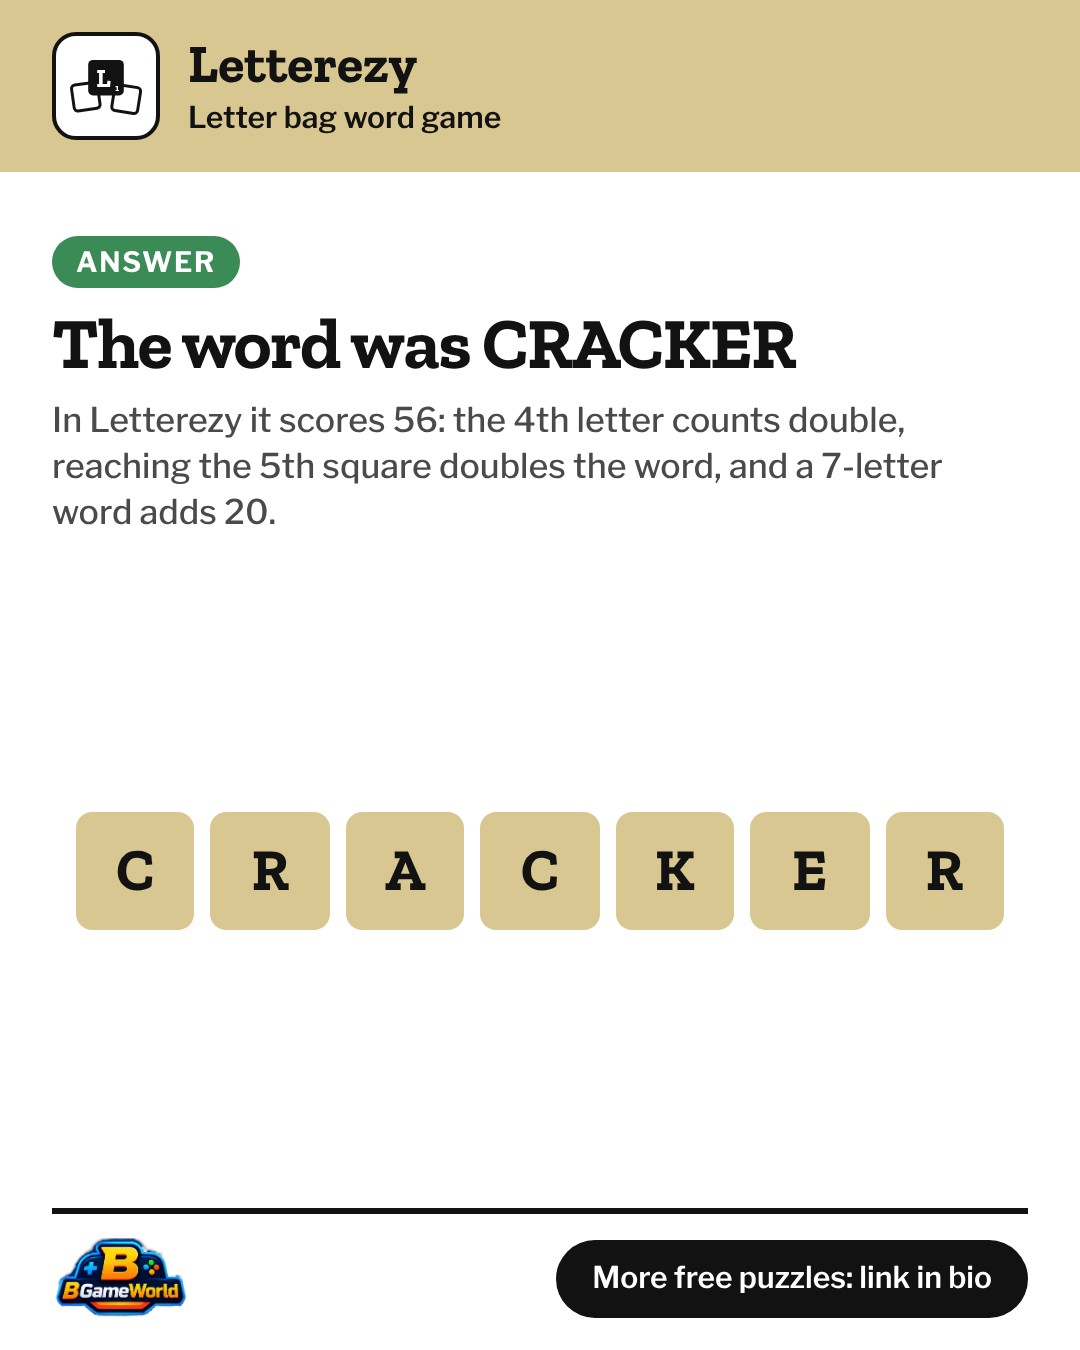 L
1
Letterezy
Letter bag word game
ANSWER
The word was CRACKER
In Letterezy it scores 56: the 4th letter counts double,
reaching the 5th square doubles the word, and a 7-letter
word adds 20.
C R A C K E R
B
BGameWorld
More free puzzles: link in bio